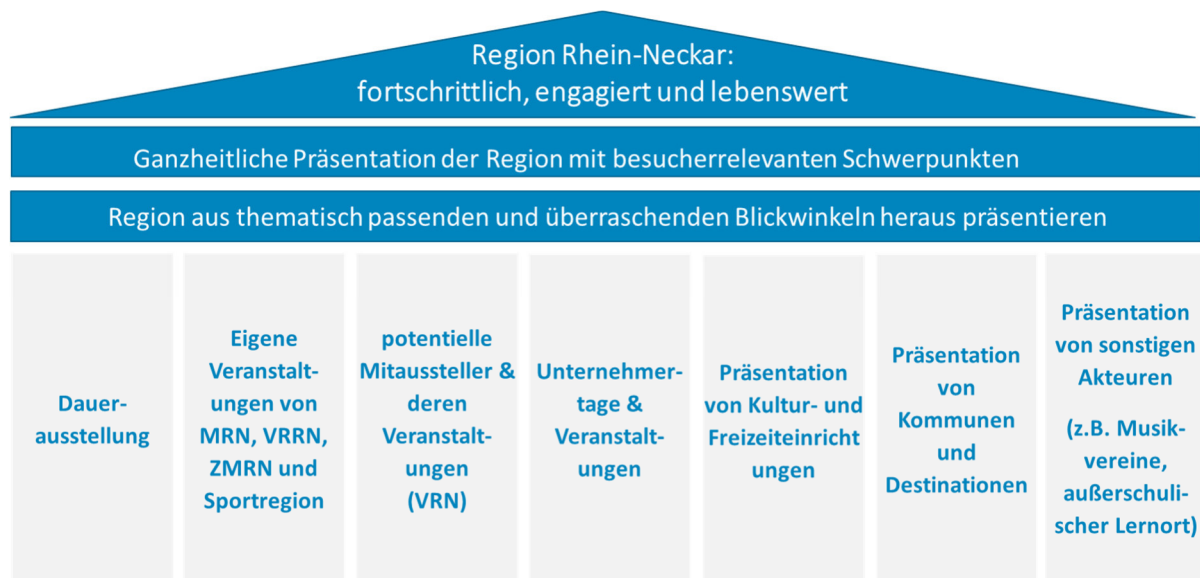 Region Rhein-Neckar:
fortschrittlich, engagiert und lebenswert
Ganzheitliche Präsentation der Region mit besucherrelevanten Schwerpunkten
Region aus thematisch passenden und überraschenden Blickwinkeln heraus präsentieren
Dauer-
ausstellung
Eigene
Veranstalt-
ungen von
MRN, VRRN,
ZMRN und
Sportregion
potentielle
Mitaussteller &
deren
Veranstalt-
ungen
(VRN)
Unternehmer-
tage &
Veranstalt-
ungen
Präsentation
von Kultur- und
Freizeiteinricht
ungen
Präsentation
von
Kommunen
und
Destinationen
Präsentation
von sonstigen
Akteuren
(z.B. Musik-
vereine,
außerschuli-
scher Lernort)